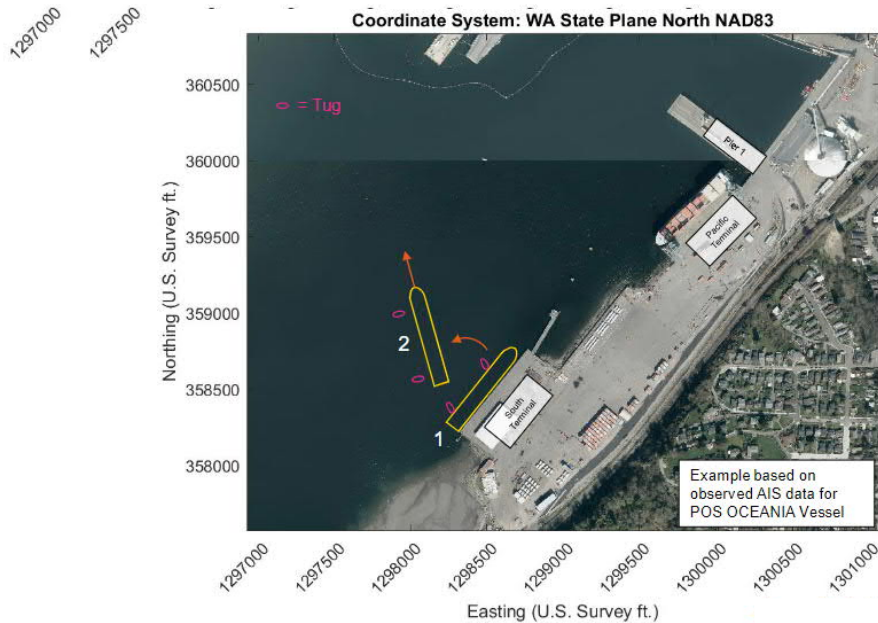 1297000
1297500
Coordinate System: WA State Plane North NAD83
360500
360000
359500
359000
358500
358000
Northing (U.S. Survey ft.)
= Tug
Pier 1
Pacific
Terminal
2
1
South
Terminal
Example based on
observed AIS data for
POS OCEANIA Vessel
1297000
1297500
1298000
1298500
1299000
1299500
1300000
1300500
1301000
Easting (U.S. Survey ft.)